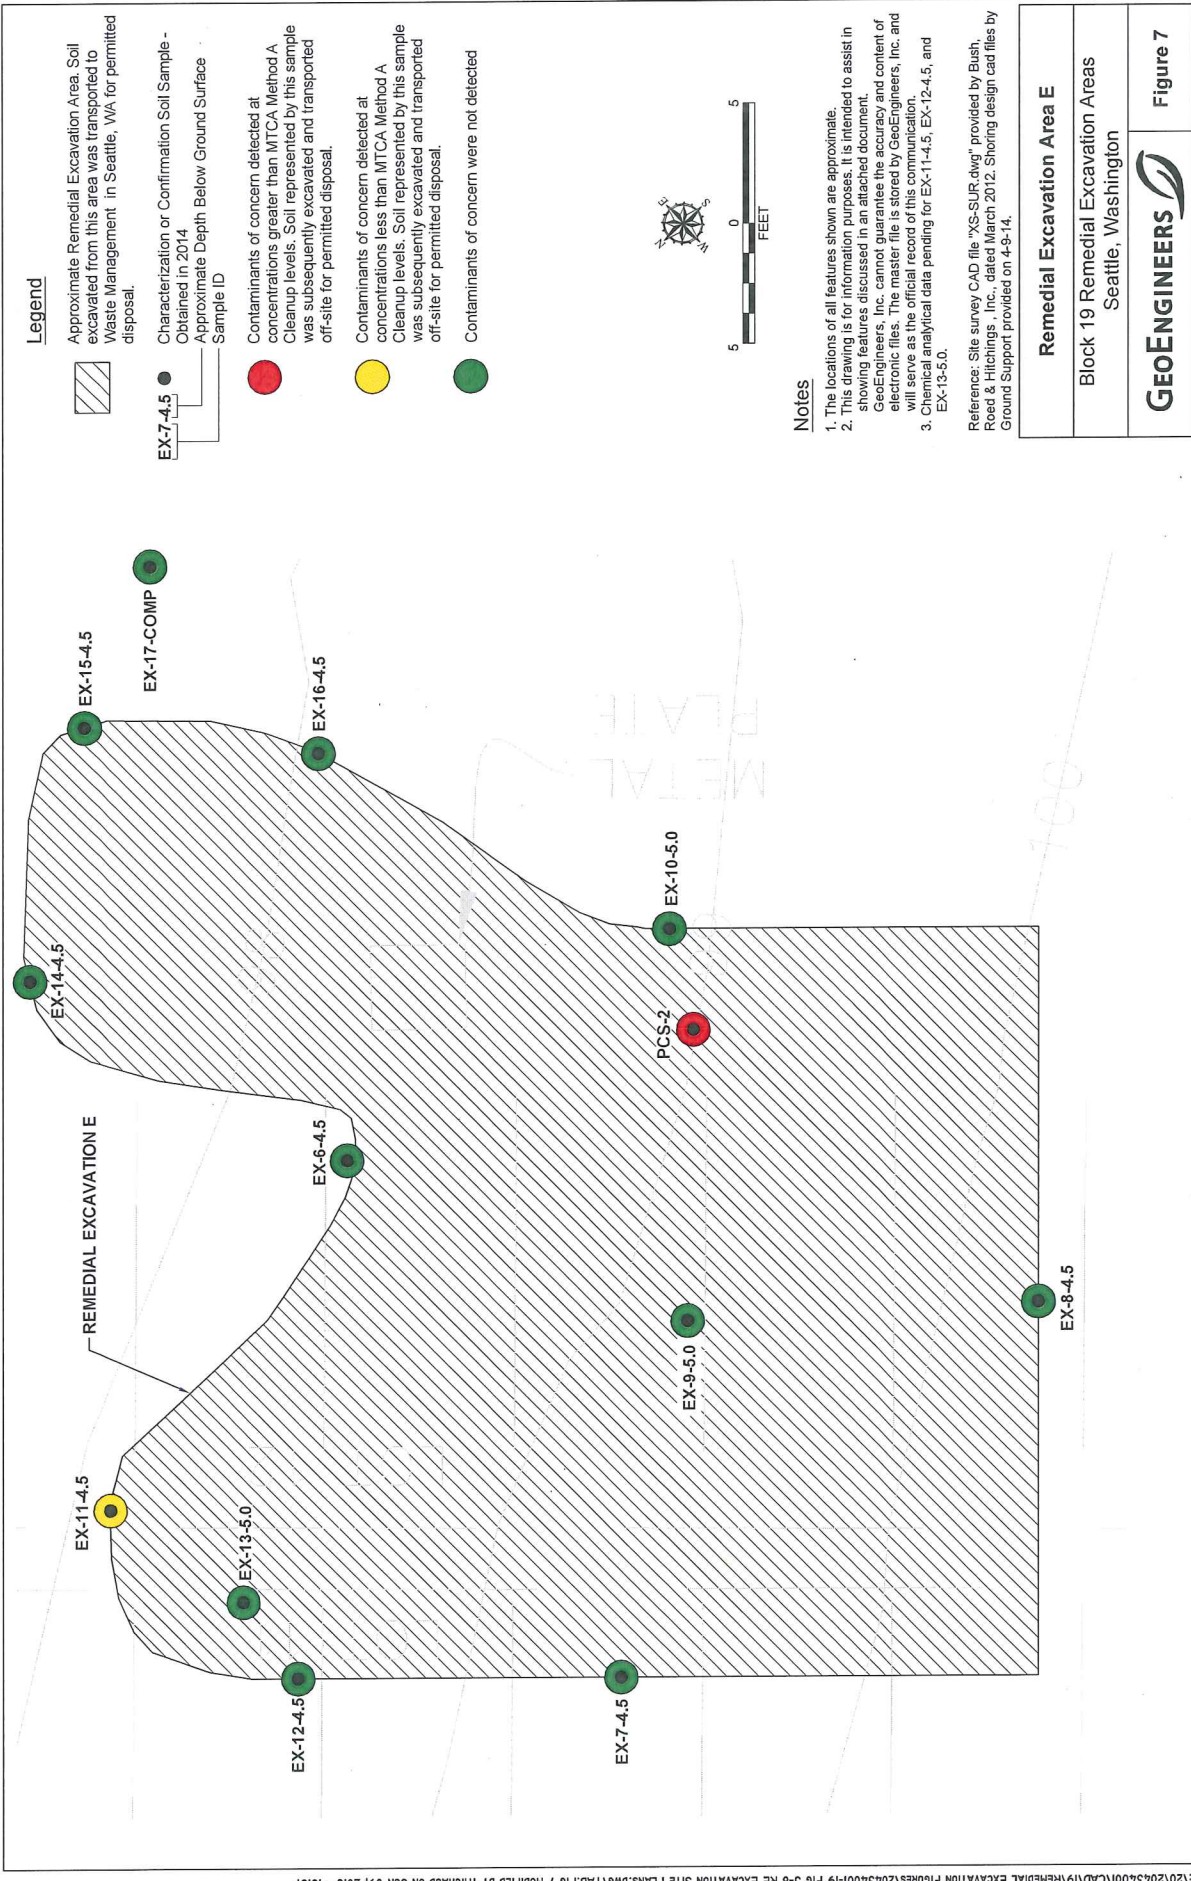 REMEDIAL EXCAVATION E
EX-14-4.5
EX-15-4.5
EX-17-COMP
EX-11-4.5
EX-13-5.0
EX-12-4.5
EX-6-4.5
EX-16-4.5
EX-7-4.5
EX-9-5.0
PCS-2
EX-10-5.0
EX-8-4.5
METAL
PLATE
100
Legend
Approximate Remedial Excavation Area. Soil
excavated from this area was transported to
Waste Management in Seattle, WA for permitted
disposal.
EX-7-4.5
Characterization or Confirmation Soil Sample -
Obtained in 2014
Approximate Depth Below Ground Surface
Sample ID
Contaminants of concern detected at
concentrations greater than MTCA Method A
Cleanup levels. Soil represented by this sample
was subsequently excavated and transported
off-site for permitted disposal.
Contaminants of concern detected at
concentrations less than MTCA Method A
Cleanup levels. Soil represented by this sample
was subsequently excavated and transported
off-site for permitted disposal.
Contaminants of concern were not detected
N
E
S
W
5
0
5
FEET
Notes
1. The locations of all features shown are approximate.
2. This drawing is for information purposes. It is intended to assist in
showing features discussed in an attached document.
GeoEngineers, Inc. cannot guarantee the accuracy and content of
electronic files. The master file is stored by GeoEngineers, Inc. and
will serve as the official record of this communication.
3. Chemical analytical data pending for EX-11-4.5, EX-12-4.5, and
EX-13-5.0.
Reference: Site survey CAD file "XS-SUR.dwg" provided by Bush,
Roed & Hitchings , Inc., dated March 2012. Shoring design cad files by
Ground Support provided on 4-9-14.
Remedial Excavation Area E
Block 19 Remedial Excavation Areas
Seattle, Washington
GEOENGINEERS
Figure 7